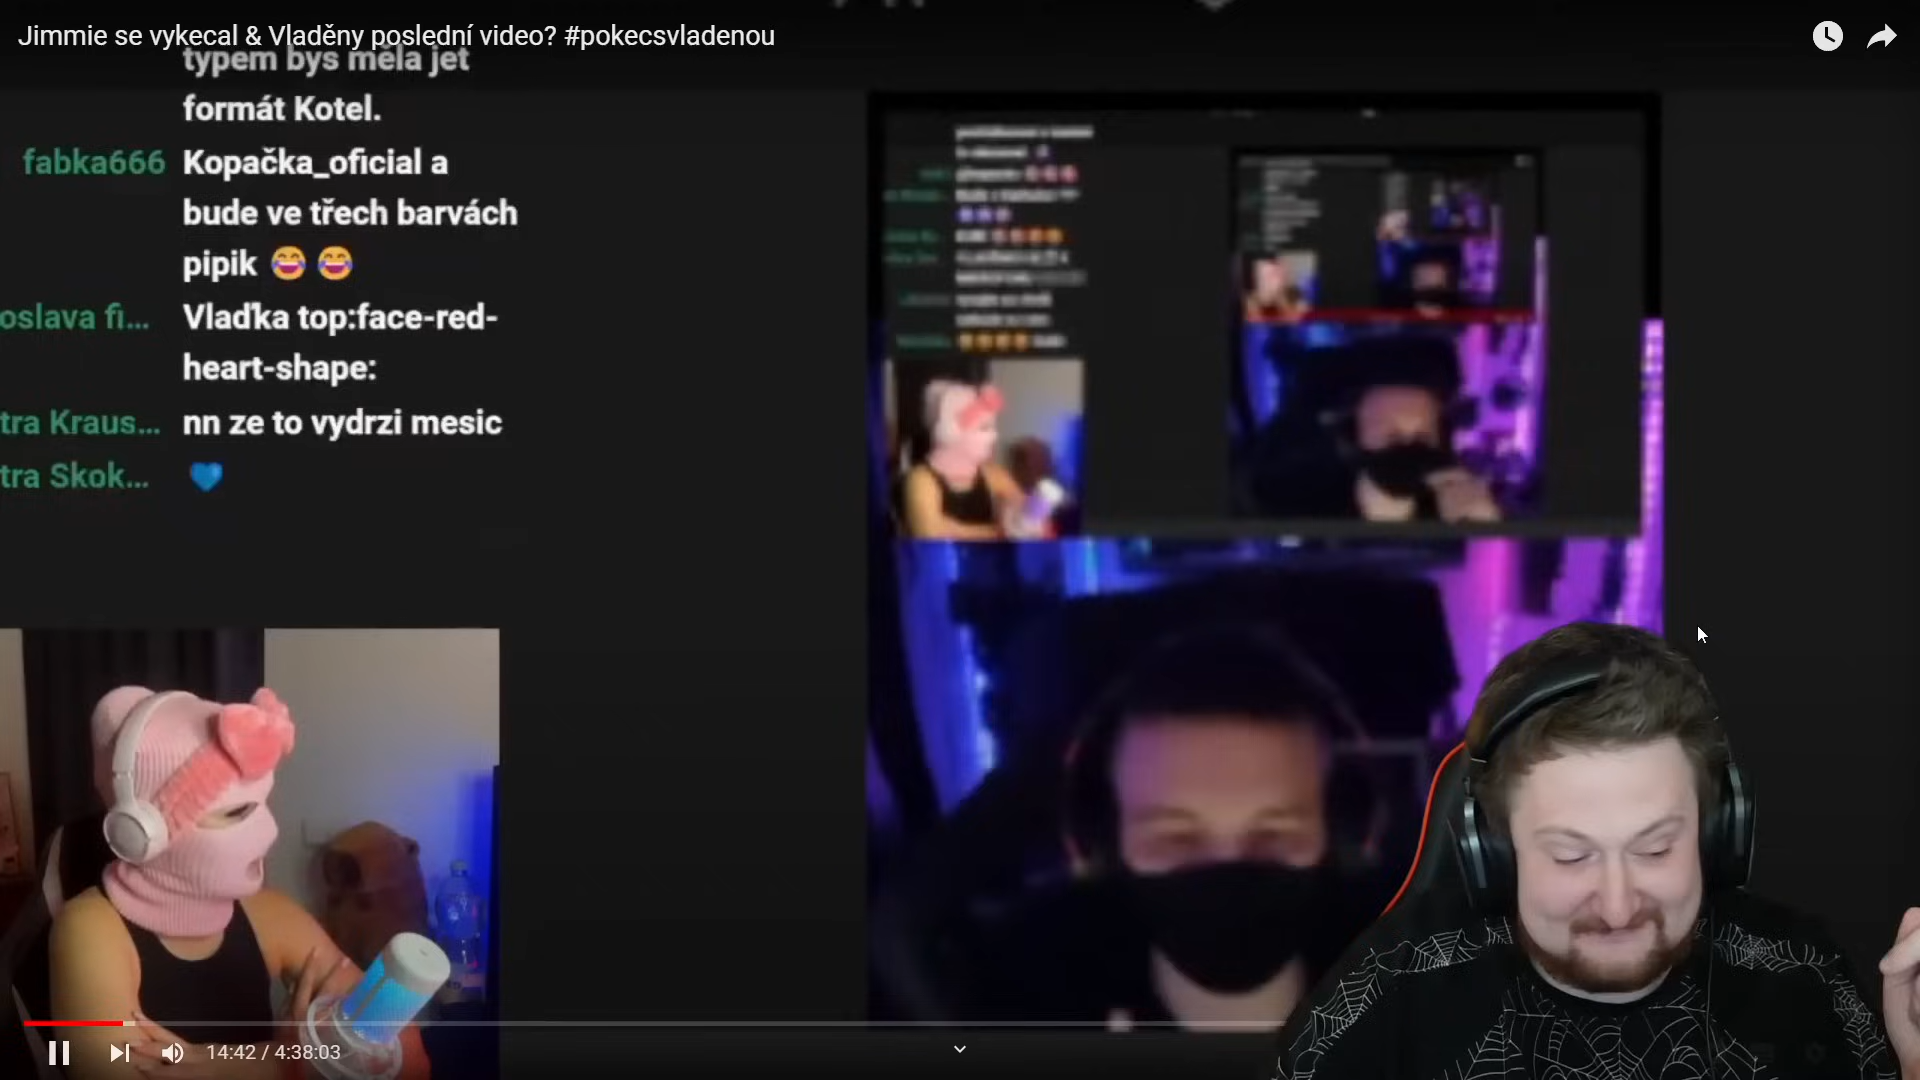 Jimmie se vykecal & Vladěny poslední video? #pokecsvladenou
typem bys měla jet
formát Kotel.
fabka666 Kopačka_oficial a
bude ve třech barvách
pipik 😂 😂
oslava fi... Vlaďka top:face-red-
heart-shape:
tra Kraus... nn ze to vydrzi mesic
tra Skok... 💙
14:42 / 4:38:03